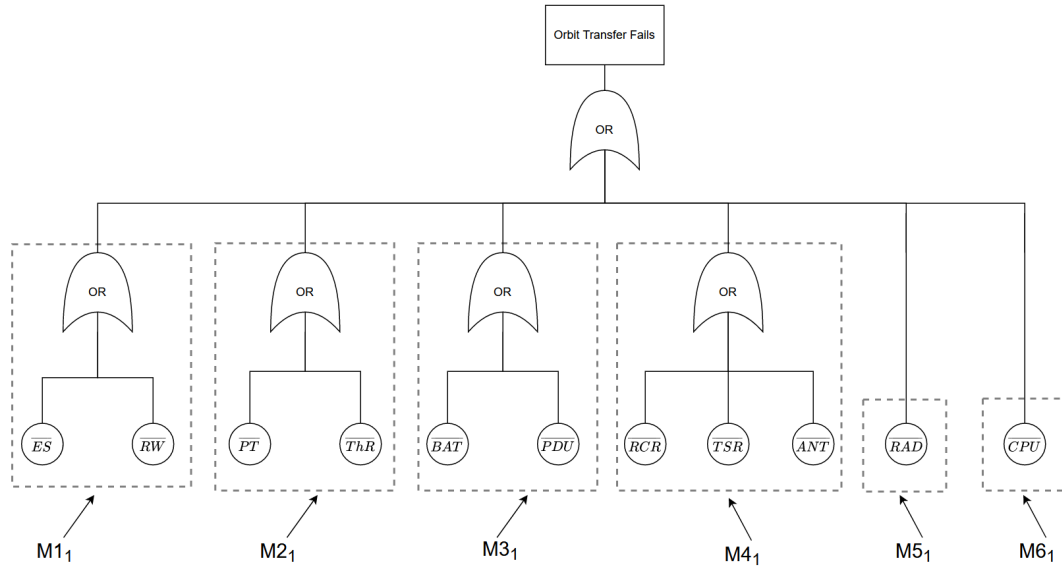 Orbit Transfer Fails
OR
OR OR OR OR
ES RW PT ThR BAT PDU RCR TSR ANT RAD CPU
M1₁ M2₁ M3₁ M4₁ M5₁ M6₁